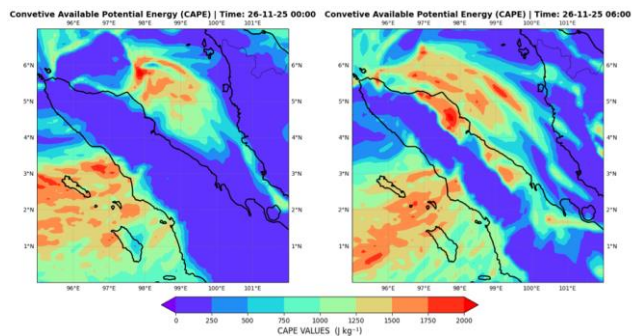 Convetive Available Potential Energy (CAPE) | Time: 26-11-25 00:00
Convetive Available Potential Energy (CAPE) | Time: 26-11-25 06:00
96°E 97°E 98°E 99°E 100°E 101°E
96°E 97°E 98°E 99°E 100°E 101°E
6°N 6°N 6°N 6°N
5°N 5°N 5°N 5°N
4°N 4°N 4°N 4°N
3°N 3°N 3°N 3°N
2°N 2°N 2°N 2°N
1°N 1°N 1°N 1°N
96°E 97°E 98°E 99°E 100°E 101°E
96°E 97°E 98°E 99°E 100°E 101°E
0 250 500 750 1000 1250 1500 1750 2000
CAPE VALUES (J kg⁻¹)